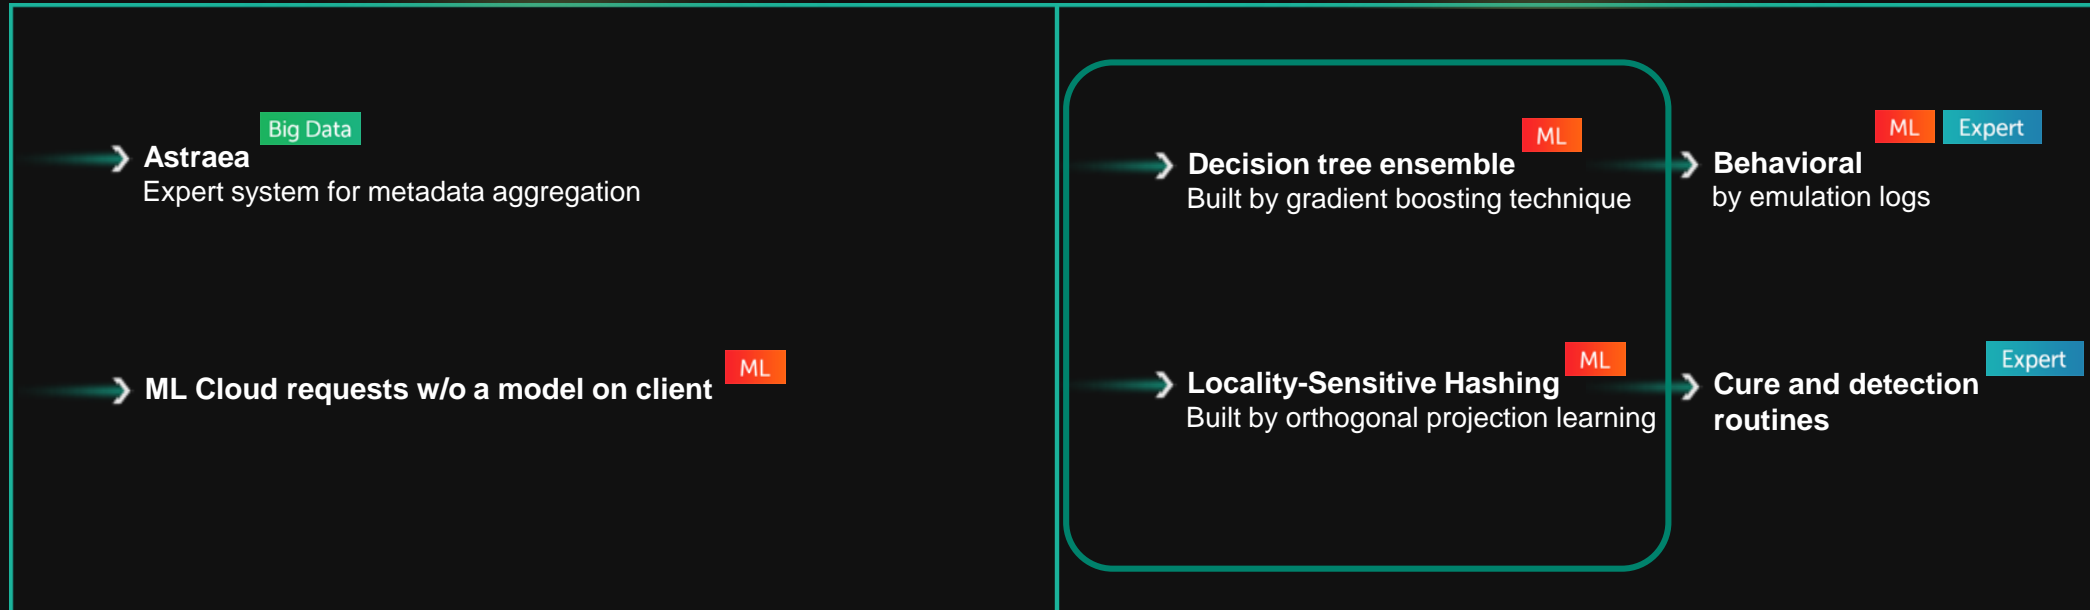 Big Data
Astraea
Expert system for metadata aggregation
ML
ML Cloud requests w/o a model on client
ML
Decision tree ensemble
Built by gradient boosting technique
ML
Locality-Sensitive Hashing
Built by orthogonal projection learning
ML Expert
Behavioral
by emulation logs
Expert
Cure and detection
routines